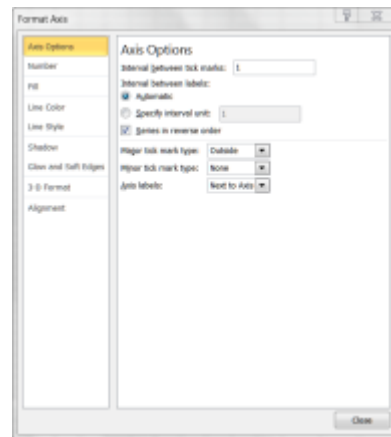 Format Axis
Axis Options
Number
Fill
Line Color
Line Style
Shadow
Glow and Soft Edges
3-D Format
Alignment
Axis Options
Interval between tick marks: 1
Interval between labels:
Automatic
Specify interval unit: 1
Series in reverse order
Major tick mark type: Outside
Minor tick mark type: None
Axis labels: Next to Axis
Close